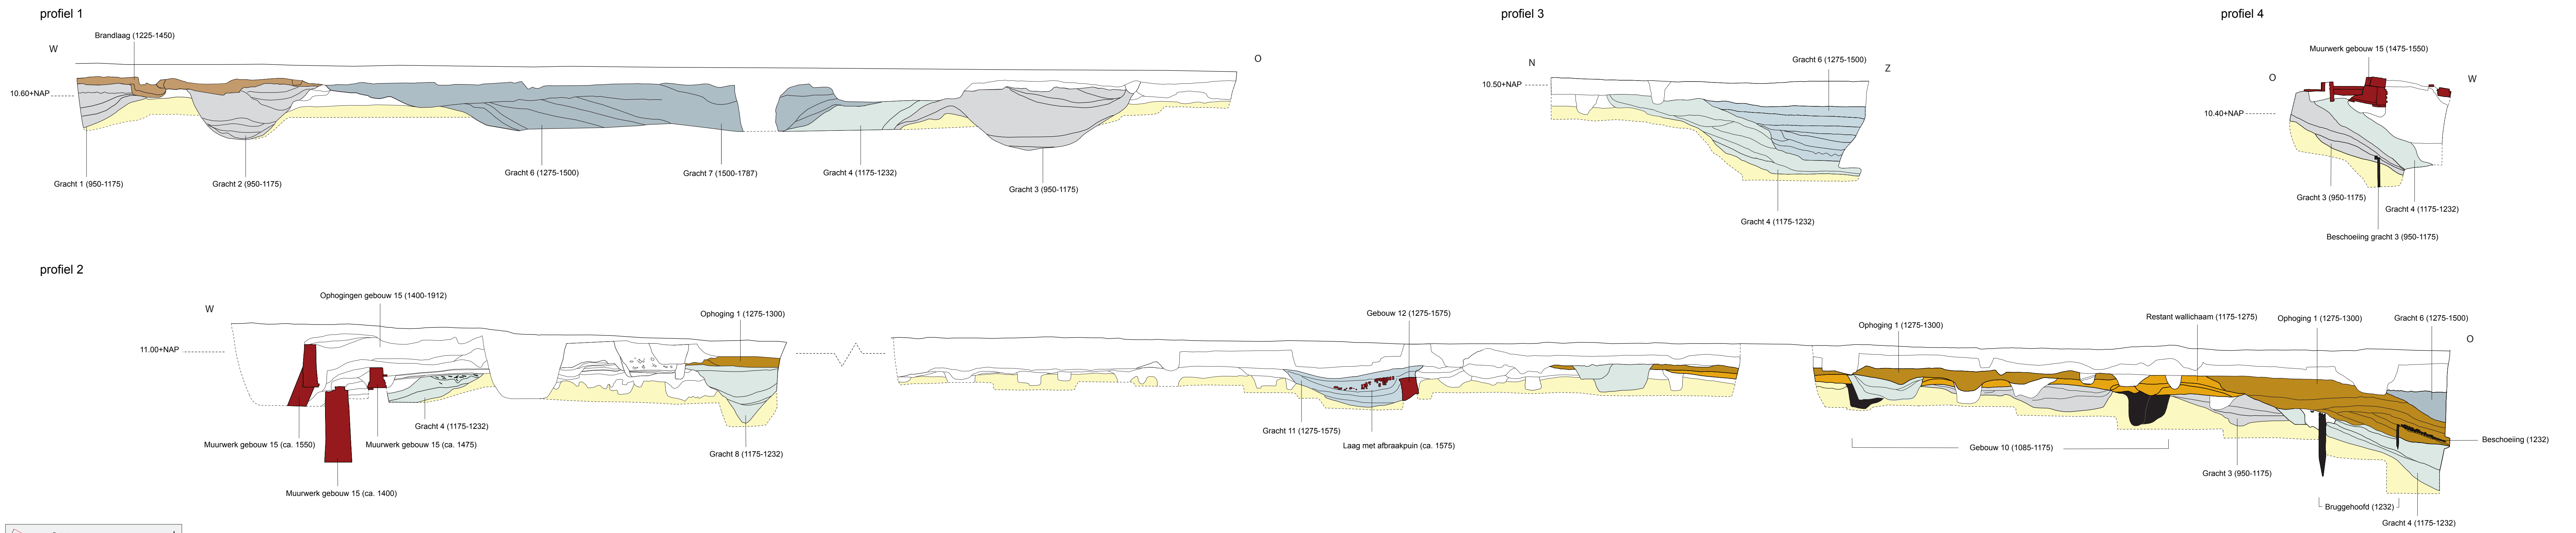 profiel 1
W
O
Brandlaag (1225-1450)
10.60+NAP
Gracht 1 (950-1175)
Gracht 2 (950-1175)
Gracht 6 (1275-1500)
Gracht 7 (1500-1787)
Gracht 4 (1175-1232)
Gracht 3 (950-1175)
profiel 3
N
Z
Gracht 6 (1275-1500)
10.50+NAP
Gracht 4 (1175-1232)
profiel 4
Muurwerk gebouw 15 (1475-1550)
O
W
10.40+NAP
Gracht 3 (950-1175)
Gracht 4 (1175-1232)
Beschoeiing gracht 3 (950-1175)
profiel 2
W
O
Ophogingen gebouw 15 (1400-1912)
Ophoging 1 (1275-1300)
11.00+NAP
Gracht 4 (1175-1232)
Muurwerk gebouw 15 (ca. 1550)
Muurwerk gebouw 15 (ca. 1475)
Gracht 8 (1175-1232)
Muurwerk gebouw 15 (ca. 1400)
Gebouw 12 (1275-1575)
Gracht 11 (1275-1575)
Laag met afbraakpuin (ca. 1575)
Ophoging 1 (1275-1300)
Restant wallichaam (1175-1275)
Ophoging 1 (1275-1300)
Gracht 6 (1275-1500)
Beschoeiing (1232)
Gebouw 10 (1085-1175)
Gracht 3 (950-1175)
Bruggehoofd (1232)
Gracht 4 (1175-1232)